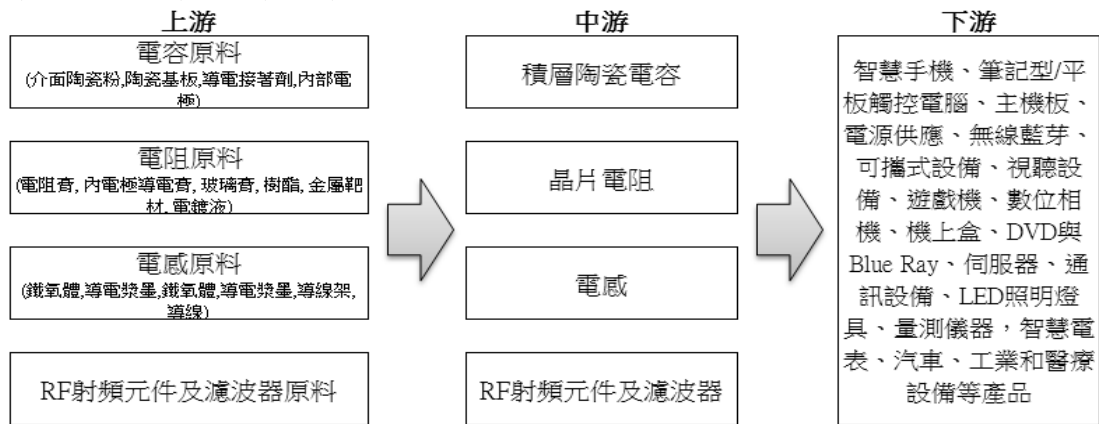 上游
電容原料
(介面陶瓷粉,陶瓷基板,導電接著劑,內部電
極)
電阻原料
(電阻膏, 內電極導電膏, 玻璃膏, 樹酯, 金屬靶
材, 電鍍液)
電感原料
(鐵氧體,導電漿墨,鐵氧體,導電漿墨,導線架,
導線)
RF射頻元件及濾波器原料
中游
積層陶瓷電容
晶片電阻
電感
RF射頻元件及濾波器
下游
智慧手機、筆記型/平
板觸控電腦、主機板、
電源供應、無線藍芽、
可攜式設備、視聽設
備、遊戲機、數位相
機、機上盒、DVD與
Blue Ray、伺服器、通
訊設備、LED照明燈
具、量測儀器，智慧電
表、汽車、工業和醫療
設備等產品